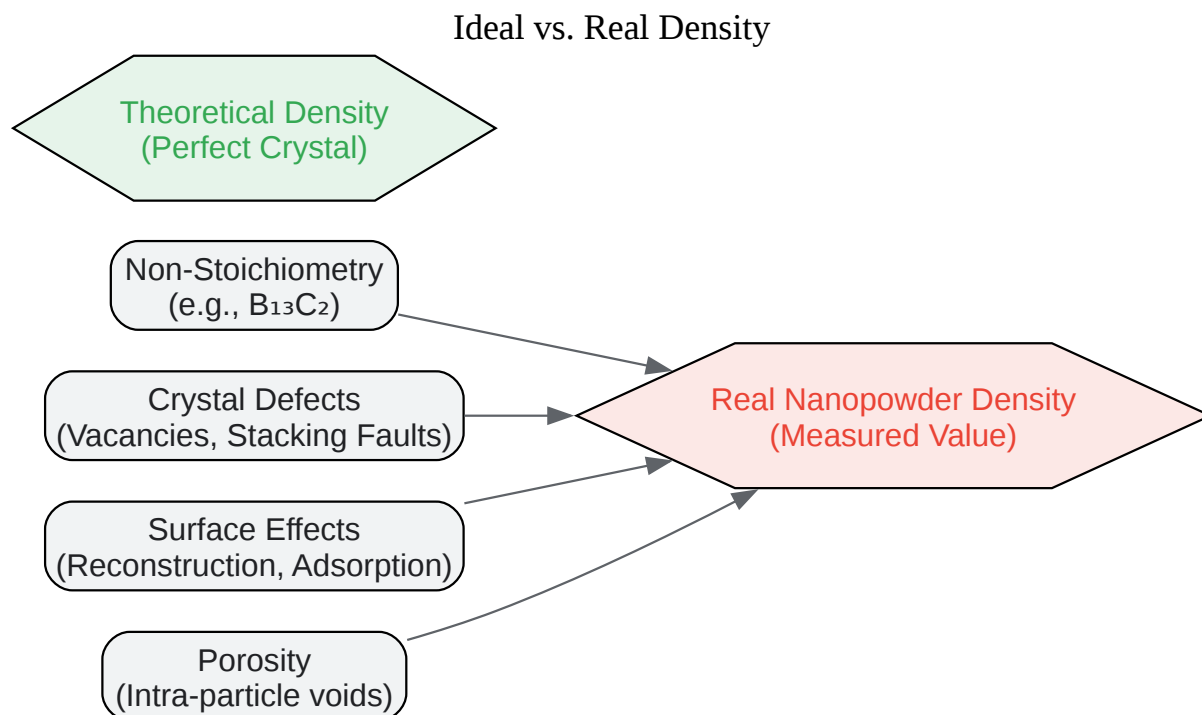 Ideal vs. Real Density
Theoretical Density
(Perfect Crystal)
Non-Stoichiometry
(e.g., B₁₃C₂)
Crystal Defects
(Vacancies, Stacking Faults)
Surface Effects
(Reconstruction, Adsorption)
Porosity
(Intra-particle voids)
Real Nanopowder Density
(Measured Value)